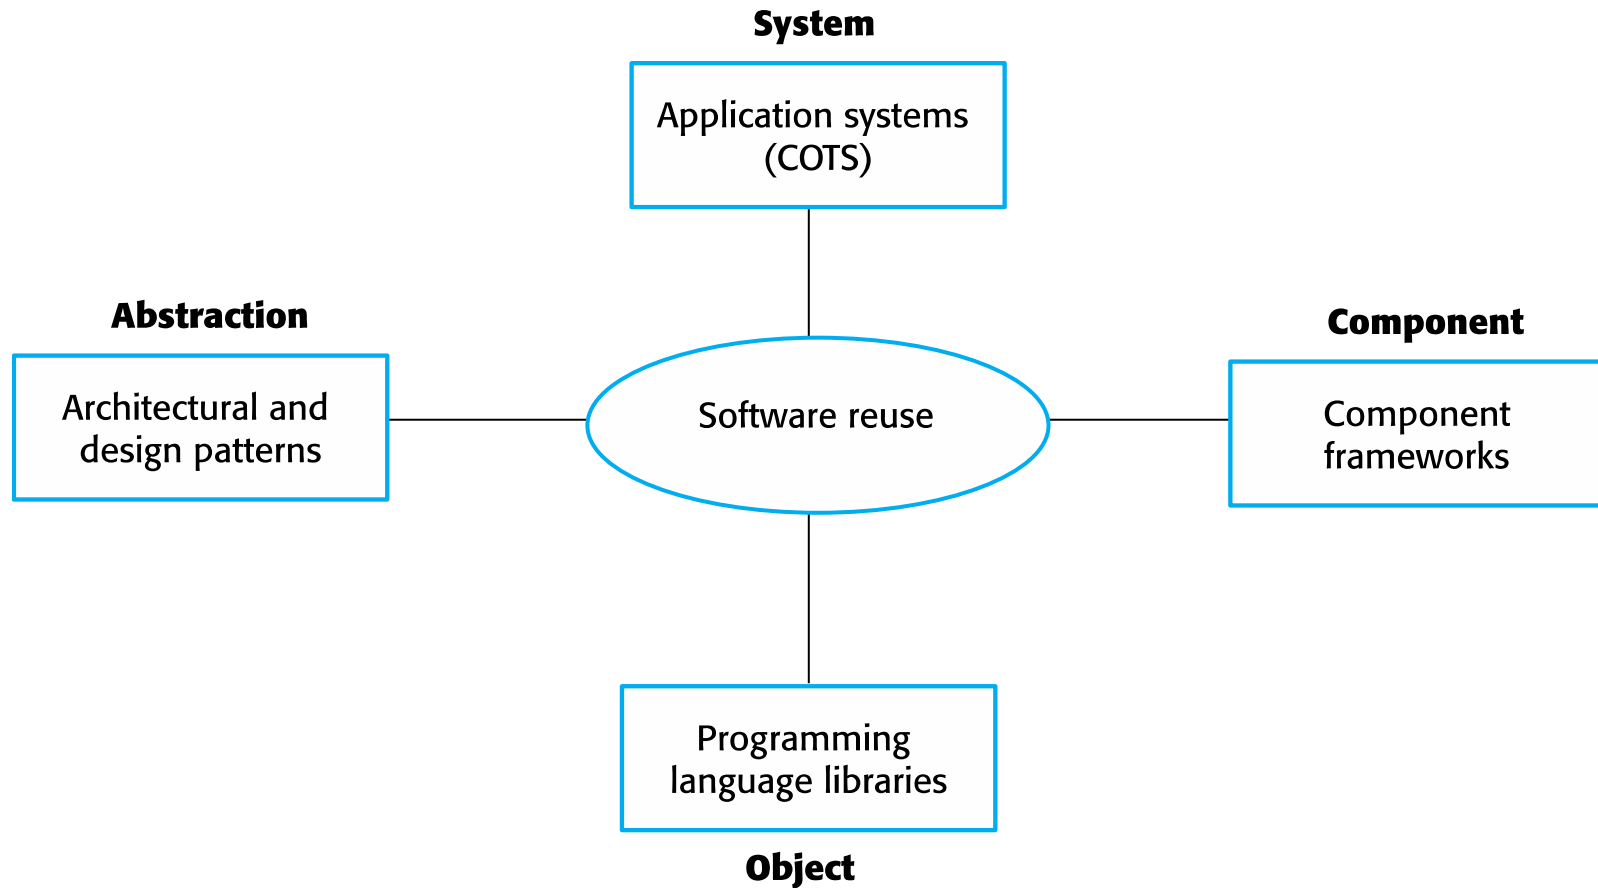 System
Application systems
(COTS)
Abstraction
Architectural and
design patterns
Software reuse
Component
Component
frameworks
Programming
language libraries
Object